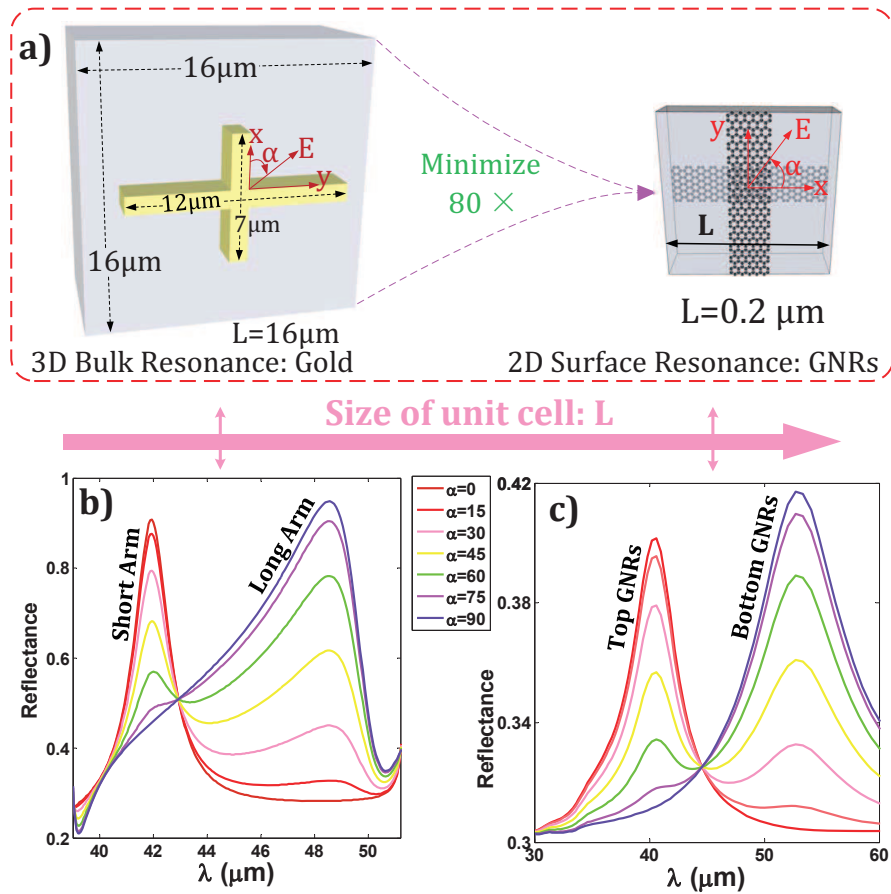 a)
16μm
16μm
x
α
E
y
12μm
7μm
L=16μm
3D Bulk Resonance: Gold
Minimize
80 ×
y
E
α
x
L
L=0.2 μm
2D Surface Resonance: GNRs
Size of unit cell: L
b)
Short Arm
Long Arm
Reflectance
1
0.8
0.6
0.4
0.2
40
42
44
46
48
50
λ (μm)
α=0
α=15
α=30
α=45
α=60
α=75
α=90
c)
Top GNRs
Bottom GNRs
Reflectance
0.42
0.38
0.34
0.3
30
40
50
60
λ (μm)